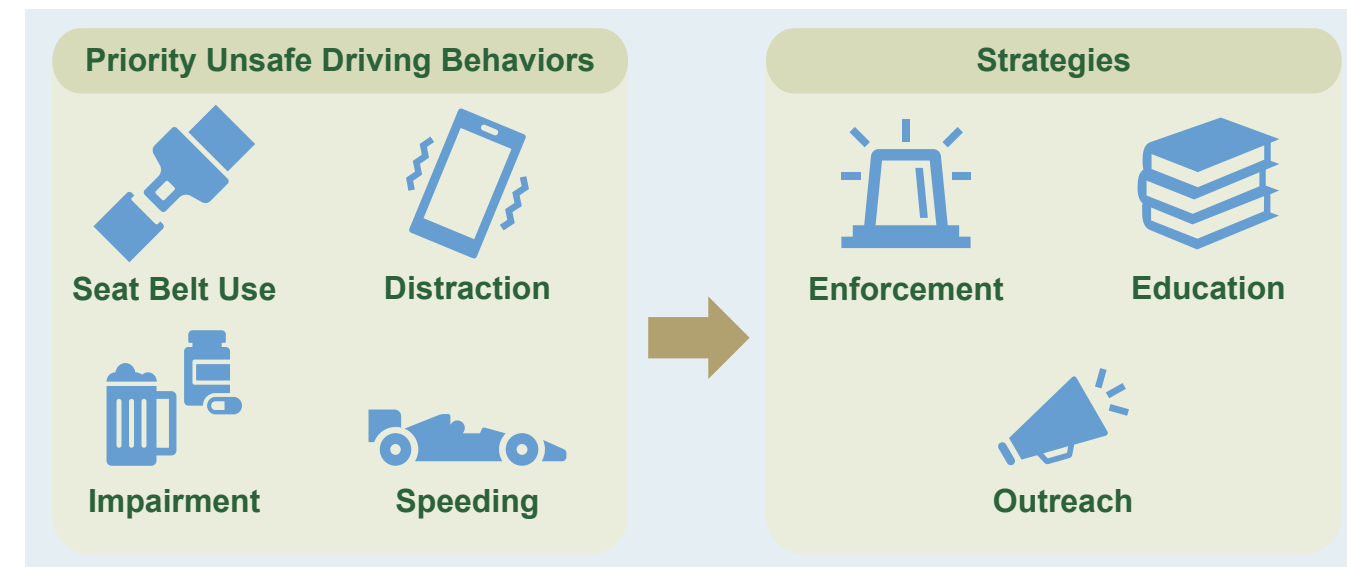 Priority Unsafe Driving Behaviors
Seat Belt Use
Distraction
Impairment
Speeding
Strategies
Enforcement
Education
Outreach